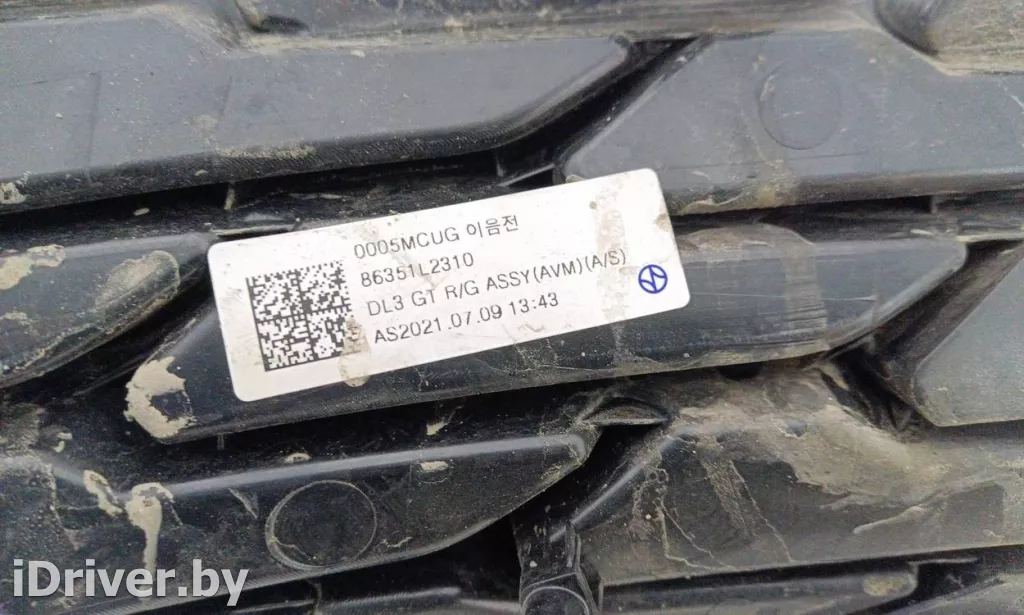 0005MCUG 이음전
86351L2310
DL3 GT R/G ASSY(AVM)(A/S)
AS2021.07.09 13:43
iDriver.by